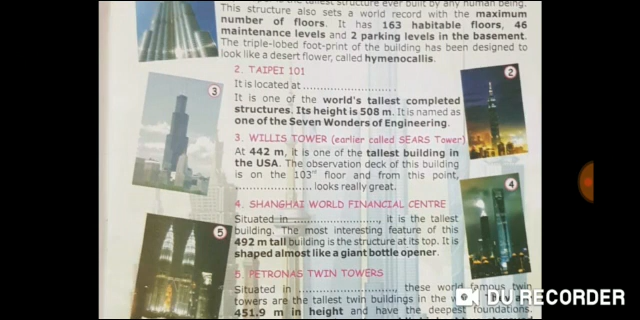 the tallest structure ever built by any human being.
This structure also sets a world record with the maximum
number of floors. It has 163 habitable floors, 46
maintenance levels and 2 parking levels in the basement.
The triple-lobed foot-print of the building has been designed to
look like a desert flower, called hymenocallis.
2. TAIPEI 101
It is located at ........................ .
It is one of the world's tallest completed
structures. Its height is 508 m. It is named as
one of the Seven Wonders of Engineering.
2
3
3. WILLIS TOWER (earlier called SEARS Tower)
At 442 m, it is one of the tallest building in
the USA. The observation deck of this building
is on the 103rd floor and from this point,
..................... looks really great.
4
4. SHANGHAI WORLD FINANCIAL CENTRE
Situated in ........................, it is the tallest
building. The most interesting feature of this
492 m tall building is the structure at its top. It is
shaped almost like a giant bottle opener.
5
5. PETRONAS TWIN TOWERS
Situated in ............................, these world famous twin
towers are the tallest twin buildings in the
451.9 m in height and have the deepest foundations.
DU RECORDER